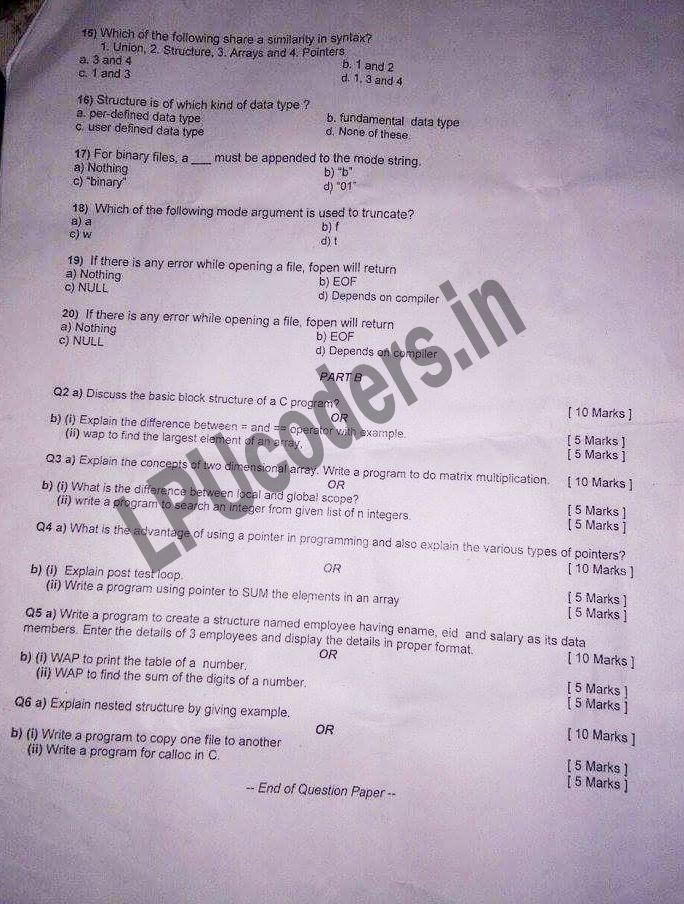 15) Which of the following share a similarity in syntax?
1. Union, 2. Structure, 3. Arrays and 4. Pointers
a. 3 and 4 b. 1 and 2
c. 1 and 3 d. 1, 3 and 4
16) Structure is of which kind of data type ?
a. per-defined data type b. fundamental data type
c. user defined data type d. None of these
17) For binary files, a ___ must be appended to the mode string.
a) Nothing b) "b"
c) "binary" d) "01"
18) Which of the following mode argument is used to truncate?
a) a b) f
c) w d) t
19) If there is any error while opening a file, fopen will return
a) Nothing b) EOF
c) NULL d) Depends on compiler
20) If there is any error while opening a file, fopen will return
a) Nothing b) EOF
c) NULL d) Depends on compiler
PART B
Q2 a) Discuss the basic block structure of a C program? [ 10 Marks ]
OR
b) (i) Explain the difference between = and == operator with example. [ 5 Marks ]
(ii) wap to find the largest element of an array. [ 5 Marks ]
Q3 a) Explain the concepts of two dimensional array. Write a program to do matrix multiplication. [ 10 Marks ]
OR
b) (i) What is the difference between local and global scope? [ 5 Marks ]
(ii) write a program to search an integer from given list of n integers. [ 5 Marks ]
Q4 a) What is the advantage of using a pointer in programming and also explain the various types of pointers?
OR [ 10 Marks ]
b) (i) Explain post test loop. [ 5 Marks ]
(ii) Write a program using pointer to SUM the elements in an array [ 5 Marks ]
Q5 a) Write a program to create a structure named employee having ename, eid and salary as its data
members. Enter the details of 3 employees and display the details in proper format. [ 10 Marks ]
OR
b) (i) WAP to print the table of a number. [ 5 Marks ]
(ii) WAP to find the sum of the digits of a number. [ 5 Marks ]
Q6 a) Explain nested structure by giving example. [ 10 Marks ]
OR
b) (i) Write a program to copy one file to another [ 5 Marks ]
(ii) Write a program for calloc in C. [ 5 Marks ]
-- End of Question Paper --
LPUcoders.in